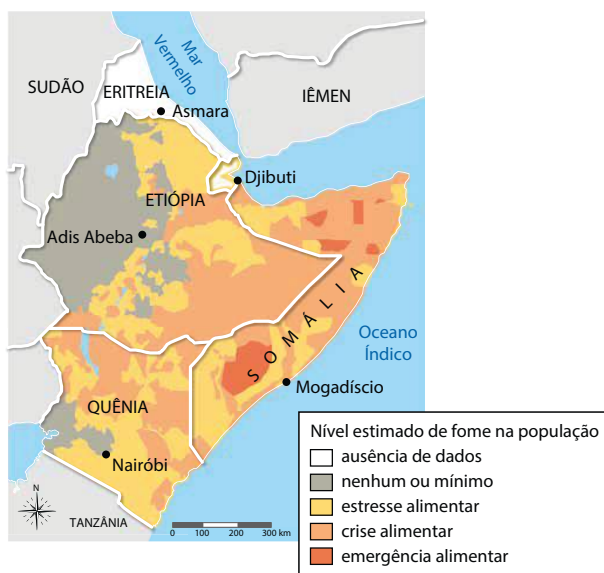 Mar
Vermelho
SUDÃO
ERITREIA
IÊMEN
Asmara
Djibuti
ETIÓPIA
Adis Abeba
SOMÁLIA
Oceano
Índico
Mogadíscio
QUÊNIA
Nairóbi
N
TANZÂNIA
0 100 200 300 km
Nível estimado de fome na população
ausência de dados
nenhum ou mínimo
estresse alimentar
crise alimentar
emergência alimentar